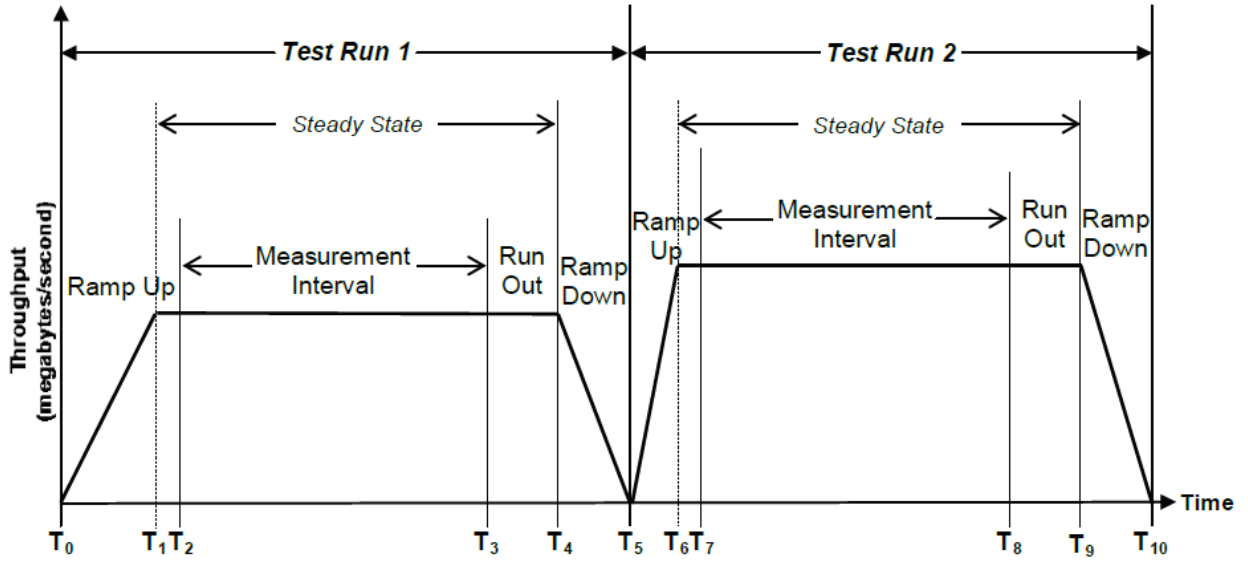 Test Run 1
Test Run 2
Steady State
Steady State
Ramp Up
Measurement
Interval
Run
Out
Ramp
Down
Ramp
Up
Measurement
Interval
Run
Out
Ramp
Down
Throughput
(megabytes/second)
Time
T0
T1
T2
T3
T4
T5
T6
T7
T8
T9
T10